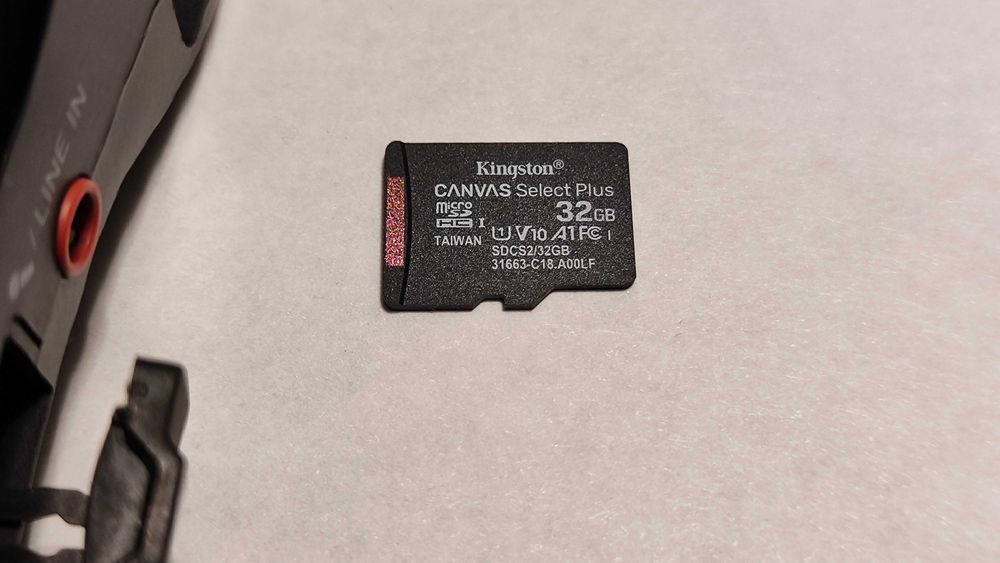 / LINE IN
Kingston®
CANVAS Select Plus
32GB
micro SD HC I
TAIWAN
U1 V10 A1 FC I
SDCS2/32GB
31663-C18.A00LF